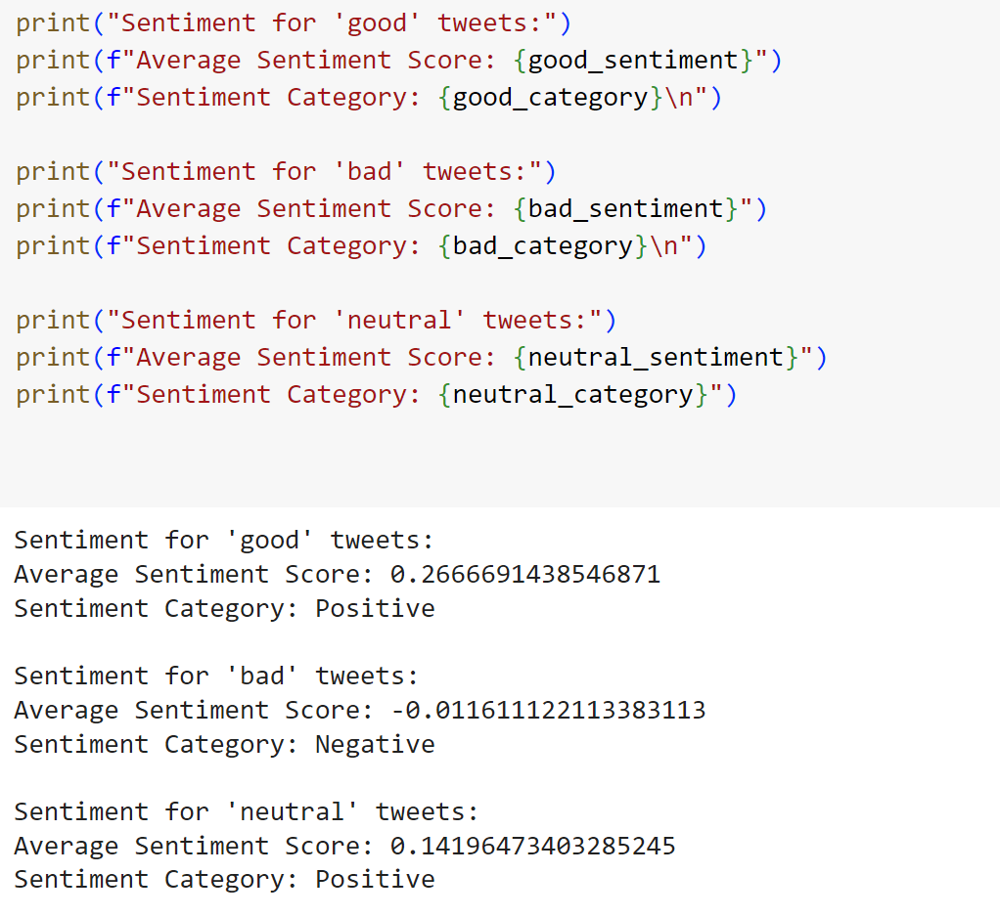 print("Sentiment for 'good' tweets:")
print(f"Average Sentiment Score: {good_sentiment}")
print(f"Sentiment Category: {good_category}\n")
print("Sentiment for 'bad' tweets:")
print(f"Average Sentiment Score: {bad_sentiment}")
print(f"Sentiment Category: {bad_category}\n")
print("Sentiment for 'neutral' tweets:")
print(f"Average Sentiment Score: {neutral_sentiment}")
print(f"Sentiment Category: {neutral_category}")
Sentiment for 'good' tweets:
Average Sentiment Score: 0.2666691438546871
Sentiment Category: Positive
Sentiment for 'bad' tweets:
Average Sentiment Score: -0.011611122113383113
Sentiment Category: Negative
Sentiment for 'neutral' tweets:
Average Sentiment Score: 0.14196473403285245
Sentiment Category: Positive